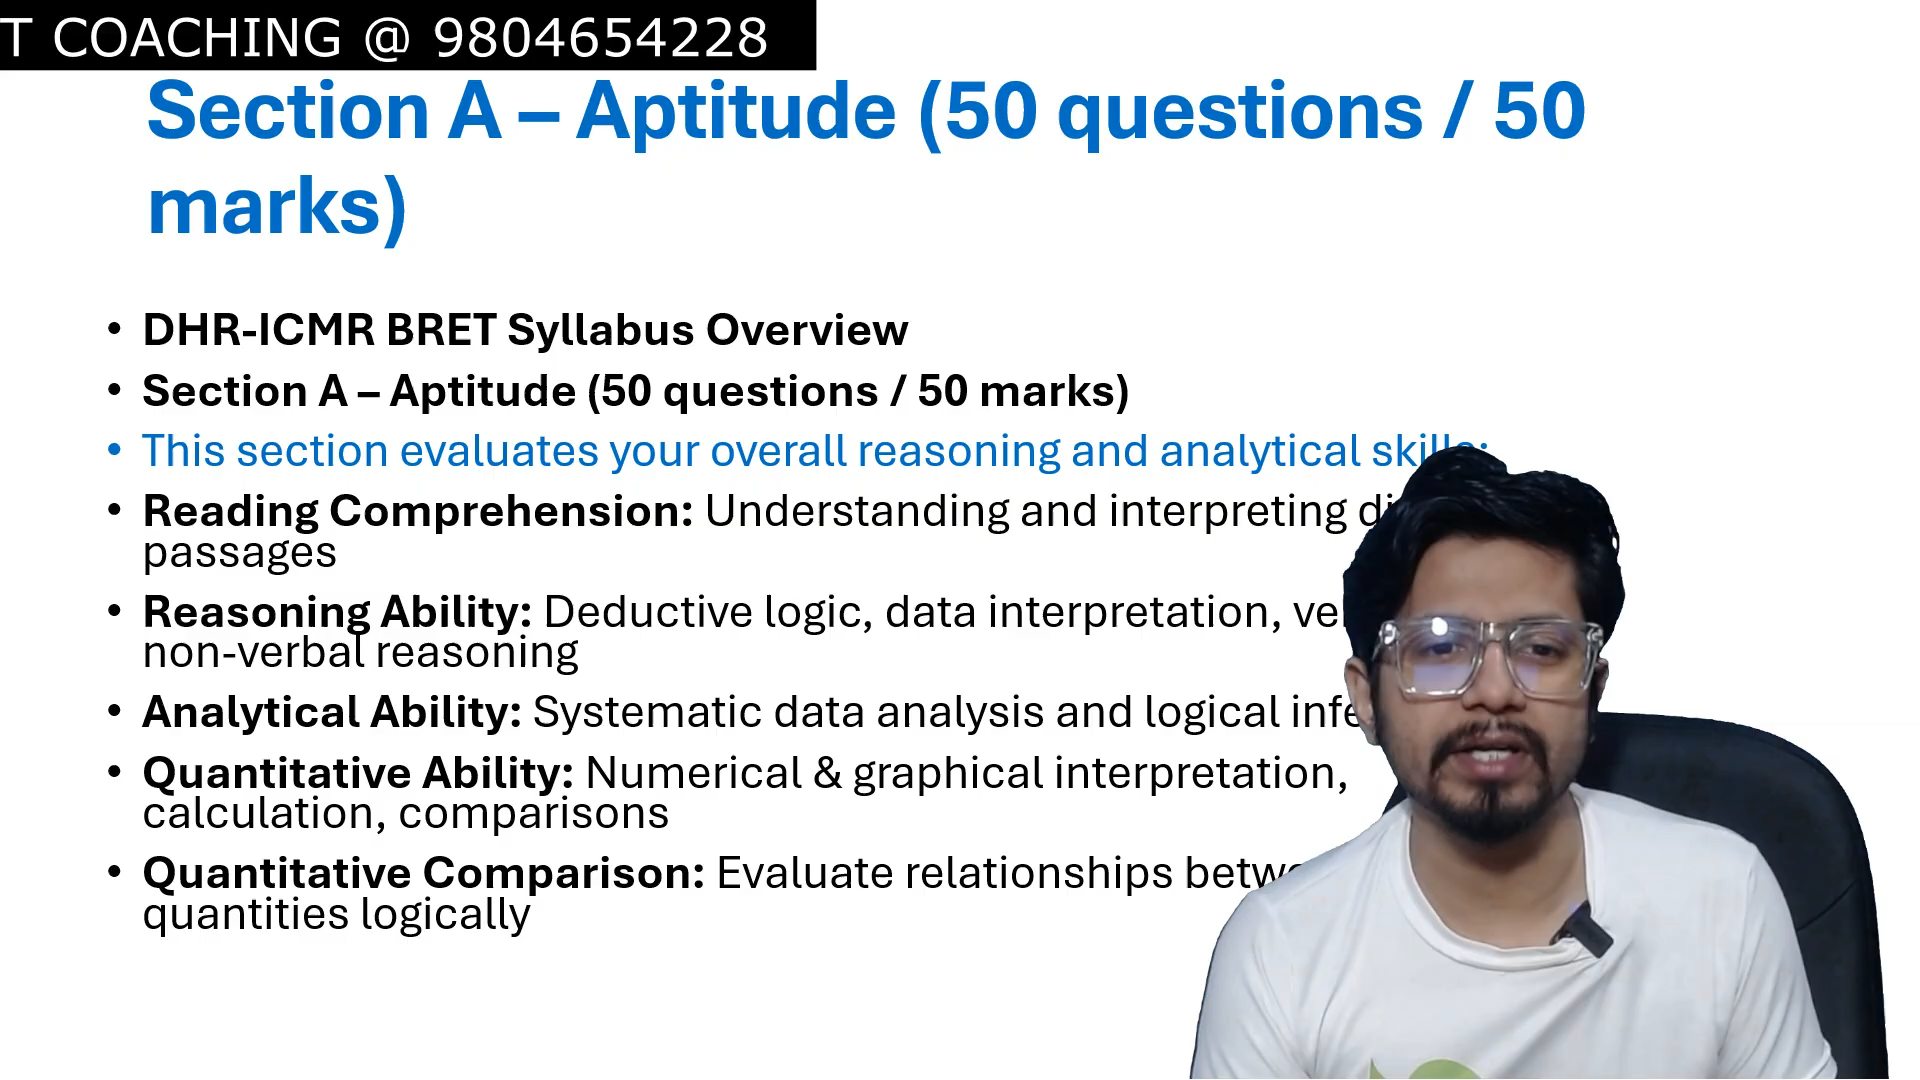 T COACHING @ 9804654228
Section A – Aptitude (50 questions / 50
marks)
• DHR-ICMR BRET Syllabus Overview
• Section A – Aptitude (50 questions / 50 marks)
• This section evaluates your overall reasoning and analytical skills:
• Reading Comprehension: Understanding and interpreting
passages
• Reasoning Ability: Deductive logic, data interpretation,
non-verbal reasoning
• Analytical Ability: Systematic data analysis and logical
• Quantitative Ability: Numerical & graphical interpretation,
calculation, comparisons
• Quantitative Comparison: Evaluate relationships
quantities logically